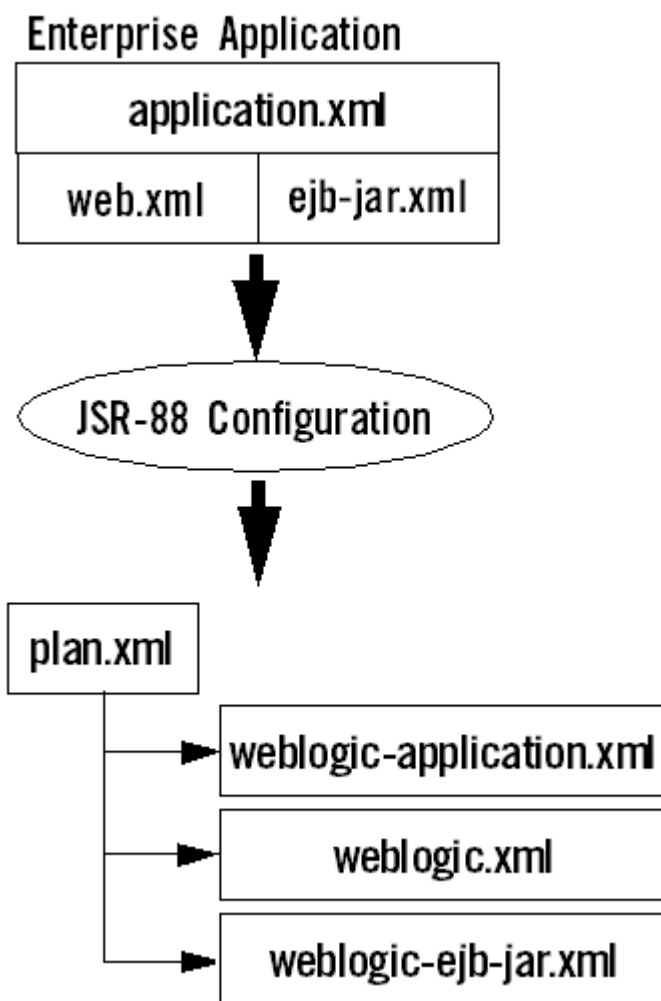 Enterprise Application
application.xml
web.xml
ejb-jar.xml
JSR-88 Configuration
plan.xml
weblogic-application.xml
weblogic.xml
weblogic-ejb-jar.xml